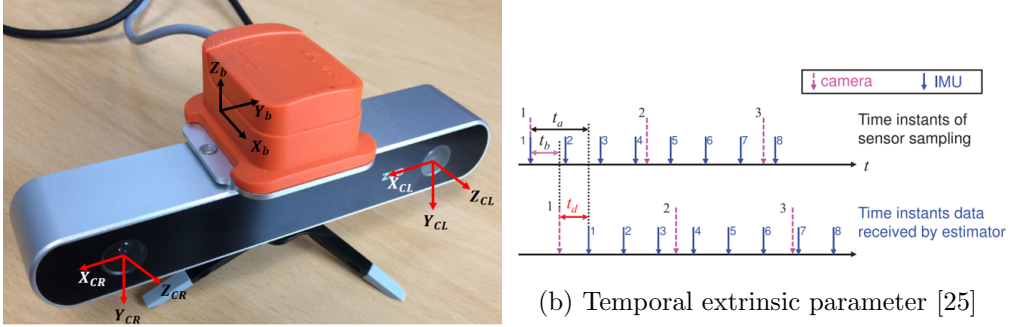 Z_b
Y_b
X_b
X_CL
Z_CL
Y_CL
X_CR
Z_CR
Y_CR
camera IMU
1 t_a 2 3
1 t_b 2 3 4 5 6 7 8
Time instants of
sensor sampling
t
1 t_d 2 3
1 2 3 4 5 6 7 8
Time instants data
received by estimator
(b) Temporal extrinsic parameter [25]